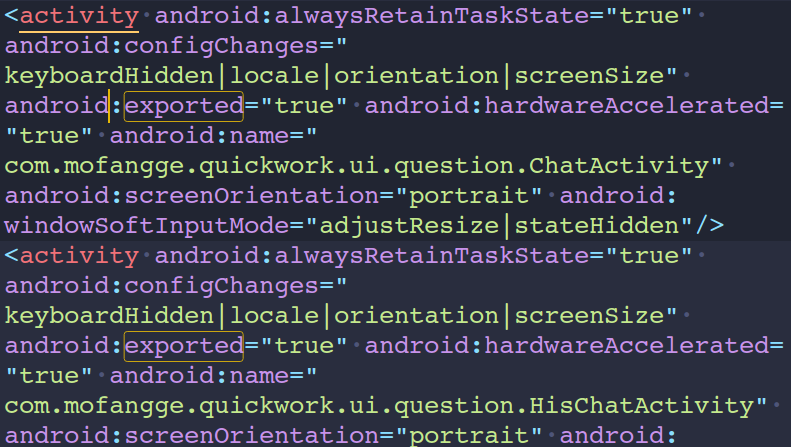 <activity android:alwaysRetainTaskState="true"
android:configChanges="
keyboardHidden|locale|orientation|screenSize"
android:exported="true" android:hardwareAccelerated=
"true" android:name="
com.mofangge.quickwork.ui.question.ChatActivity"
android:screenOrientation="portrait" android:
windowSoftInputMode="adjustResize|stateHidden"/>
<activity android:alwaysRetainTaskState="true"
android:configChanges="
keyboardHidden|locale|orientation|screenSize"
android:exported="true" android:hardwareAccelerated=
"true" android:name="
com.mofangge.quickwork.ui.question.HisChatActivity"
android:screenOrientation="portrait" android: